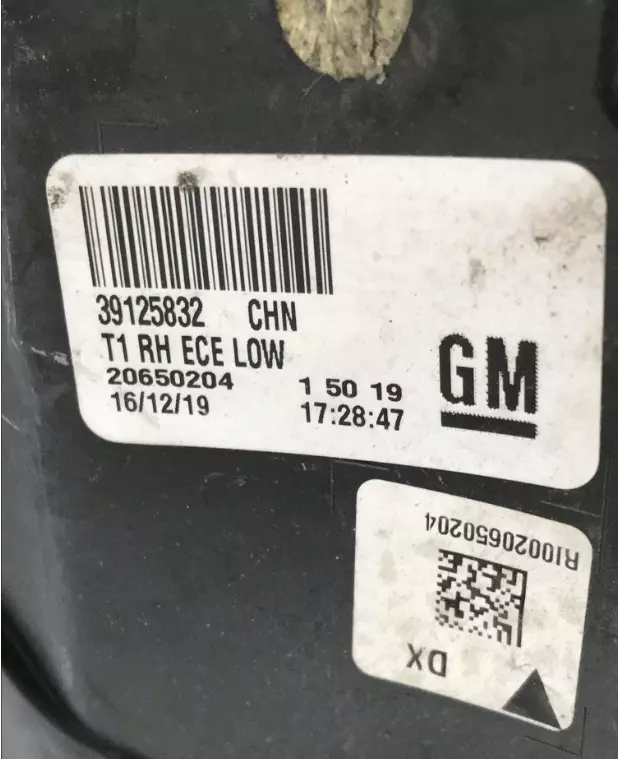 39125832 CHN
T1 RH ECE LOW
20650204 1 50 19
16/12/19 17:28:47
GM
RI0020650204
DX